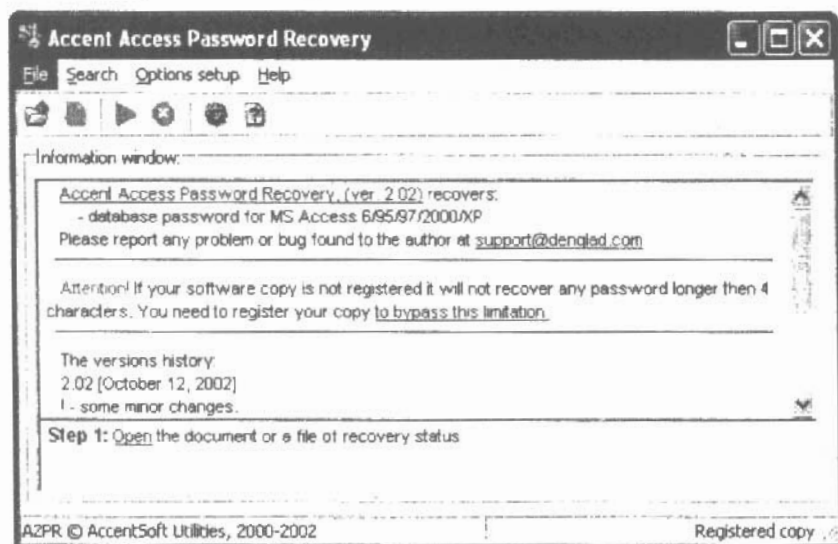 Accent Access Password Recovery
File Search Options setup Help
Information window:
Accent Access Password Recovery, (ver. 2.02) recovers:
- database password for MS Access 6/95/97/2000/XP
Please report any problem or bug found to the author at support@denglad.com
Attention! If your software copy is not registered it will not recover any password longer then 4
characters. You need to register your copy to bypass this limitation.
The versions history:
2.02 [October 12, 2002]
! - some minor changes.
Step 1: Open the document or a file of recovery status
A2PR © AccentSoft Utilities, 2000-2002
Registered copy